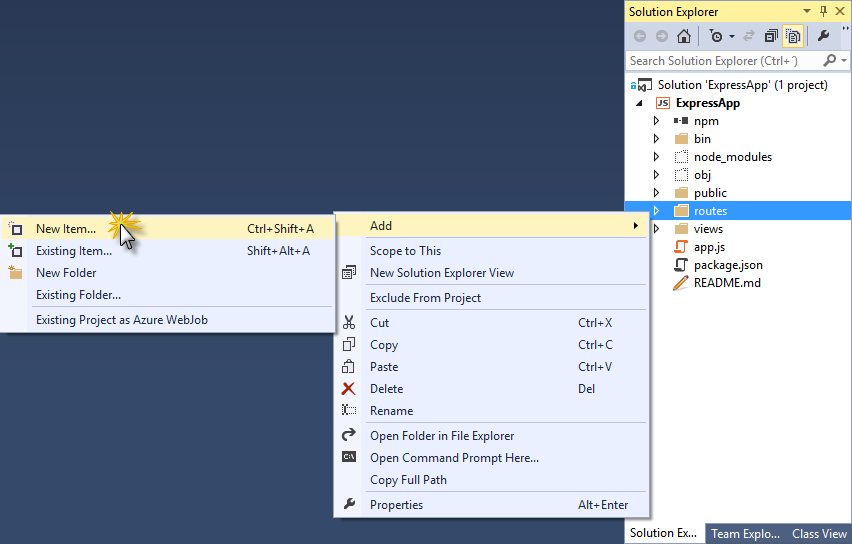 Solution Explorer
Search Solution Explorer (Ctrl+¨)
Solution 'ExpressApp' (1 project)
JS ExpressApp
npm
bin
node_modules
obj
public
routes
views
app.js
package.json
README.md
New Item... Ctrl+Shift+A
Existing Item... Shift+Alt+A
New Folder
Existing Folder...
Existing Project as Azure WebJob
Add
Scope to This
New Solution Explorer View
Exclude From Project
Cut Ctrl+X
Copy Ctrl+C
Paste Ctrl+V
Delete Del
Rename
Open Folder in File Explorer
C:\ Open Command Prompt Here...
Copy Full Path
Properties Alt+Enter
Solution Ex... Team Explo... Class View